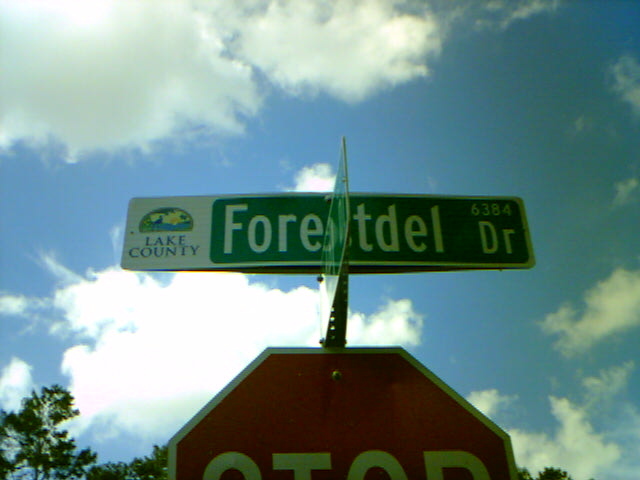 LAKE
COUNTY
Forestdel Dr
6384
STOP